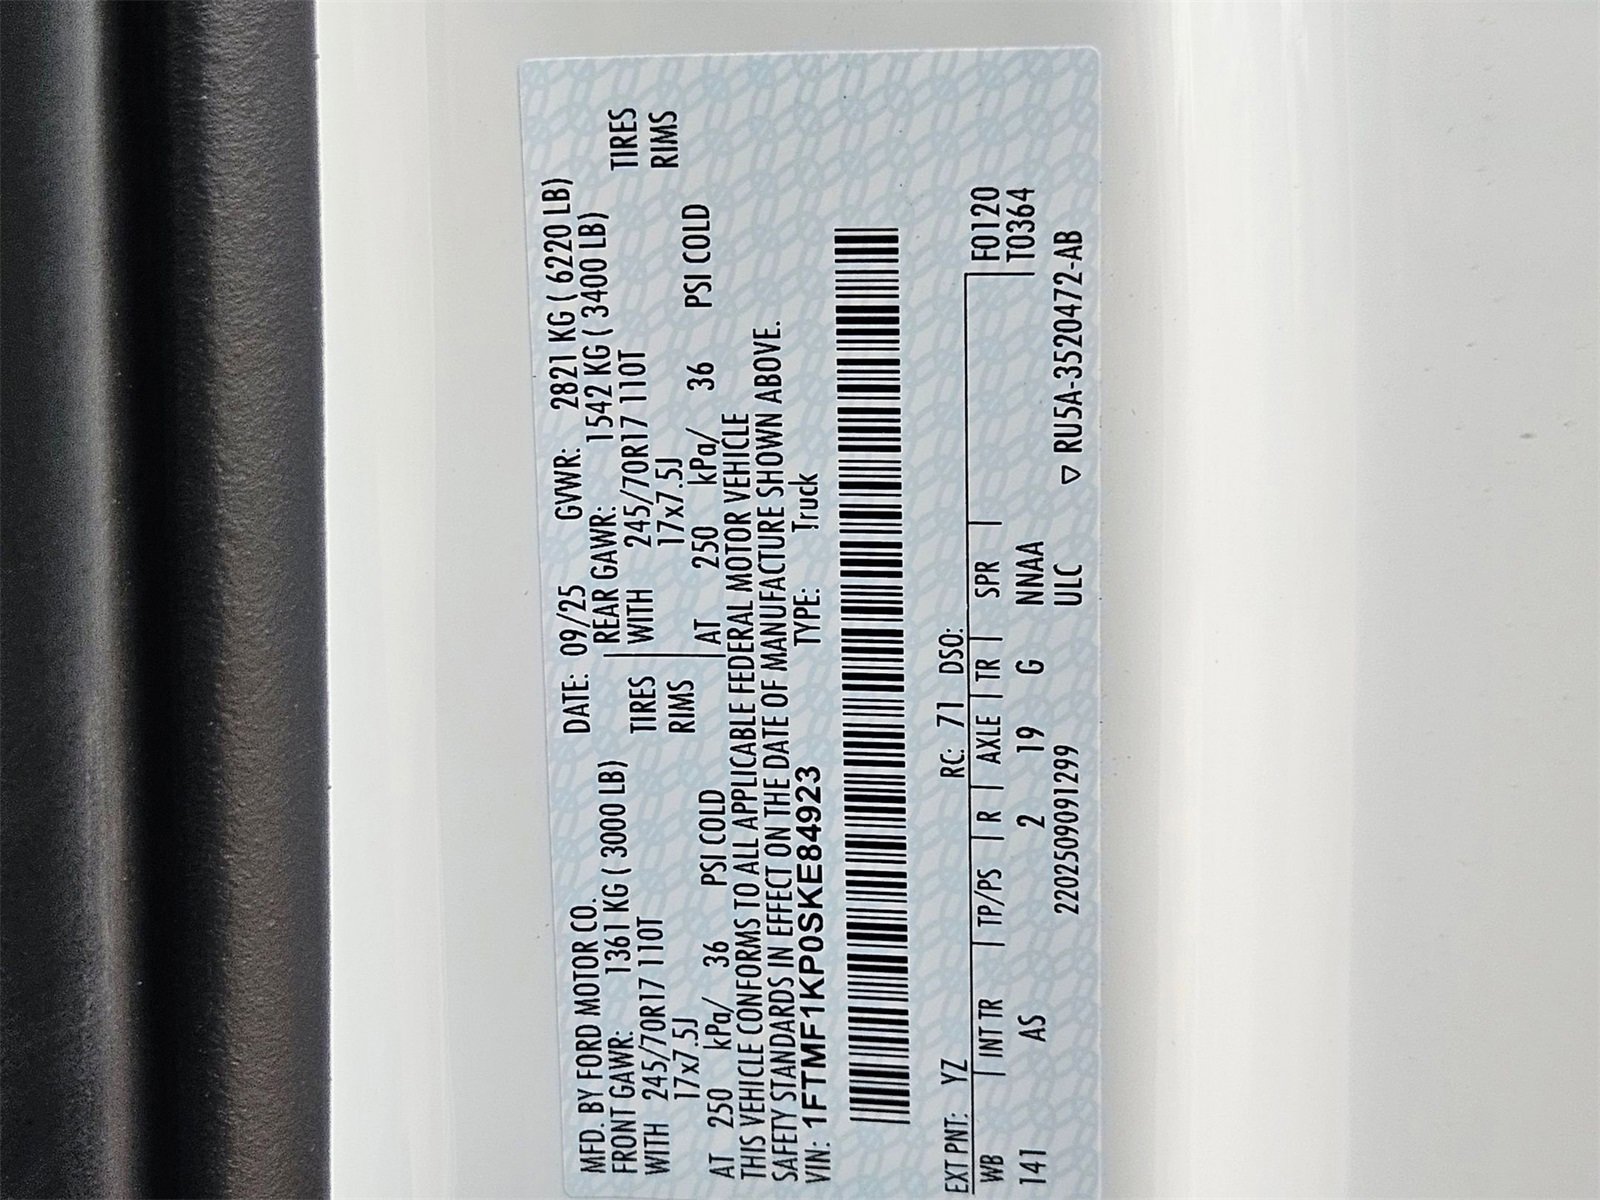 MFD. BY FORD MOTOR CO. DATE: 09/25 GVWR: 2821 KG ( 6220 LB)
FRONT GAWR: 1361 KG ( 3000 LB) REAR GAWR: 1542 KG ( 3400 LB)
WITH 245/70R17 110T TIRES WITH 245/70R17 110T TIRES
17x7.5J RIMS 17x7.5J RIMS
AT 250 kPa/ 36 PSI COLD AT 250 kPa/ 36 PSI COLD
THIS VEHICLE CONFORMS TO ALL APPLICABLE FEDERAL MOTOR VEHICLE
SAFETY STANDARDS IN EFFECT ON THE DATE OF MANUFACTURE SHOWN ABOVE.
VIN: 1FTMF1KP0SKE84923 TYPE: Truck
EXT PNT: YZ RC: 71 DSO:
WB | INT TR | TP/PS | R | AXLE | TR | SPR | F0120
141 AS 2 19 G NNAA T0364
2202509091299 ULC ▽ RU5A-3520472-AB